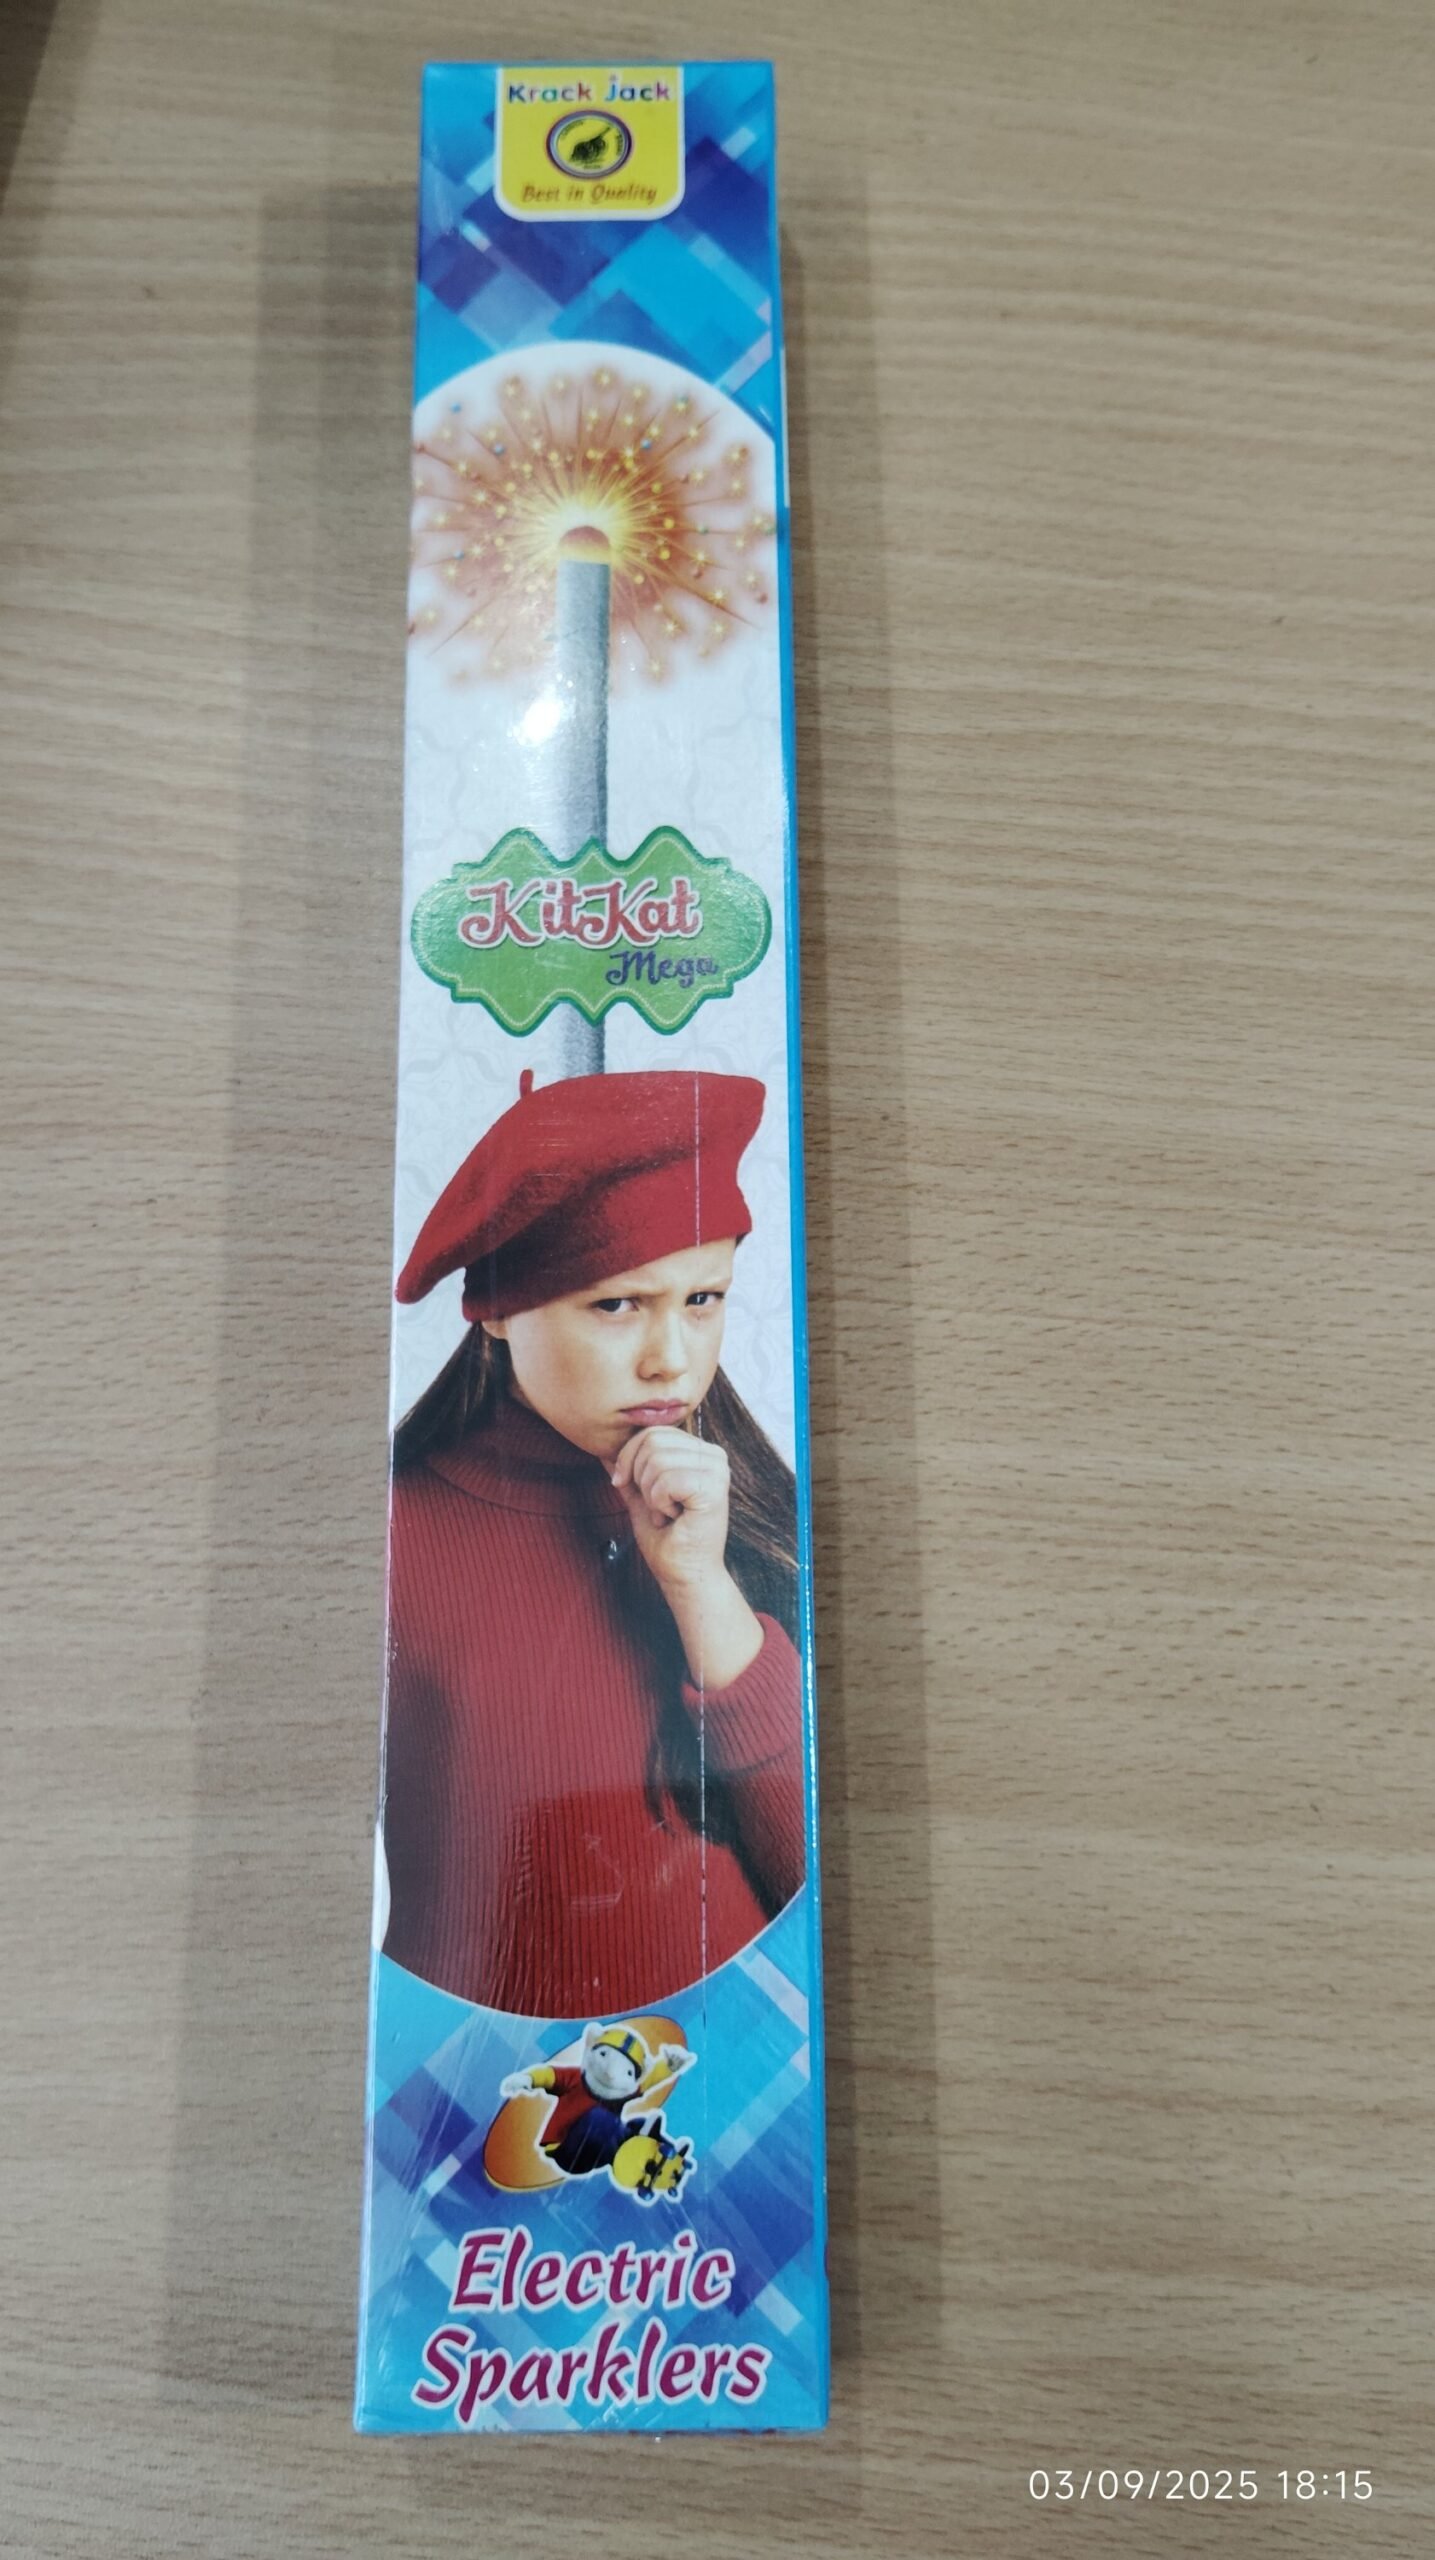 Krack Jack
Best in Quality
KitKat
Mega
Electric
Sparklers
03/09/2025 18:15